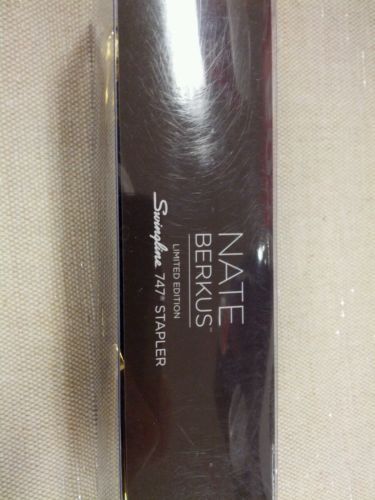 NATE
BERKUS™
LIMITED EDITION
Swingline 747® STAPLER